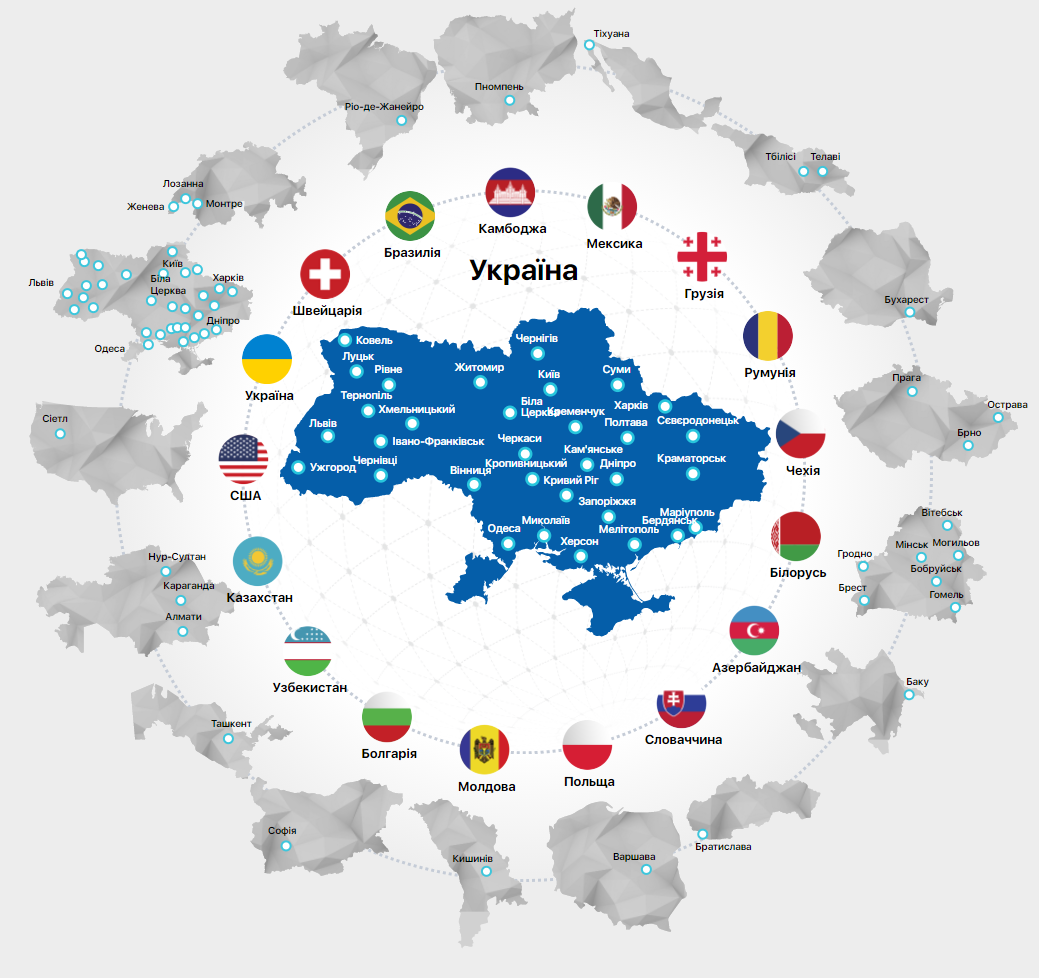 Тіхуана
Пномпень
Ріо-де-Жанейро
Тбілісі
Телаві
Лозанна
Женева
Монтре
Камбоджа
Мексика
Бразилія
Україна
Київ
Біла
Церква
Харків
Львів
Дніпро
Одеса
Швейцарія
Грузія
Бухарест
Ковель
Чернігів
Луцьк
Рівне
Житомир
Київ
Суми
Румунія
Україна
Тернопіль
Хмельницький
Біла
Церква
Кременчук
Харків
Прага
Острава
Брно
Сієтл
Львів
Івано-Франківськ
Черкаси
Полтава
Сєвєродонецьк
Кам'янське
Ужгород
Чернівці
Вінниця
Кропивницький
Дніпро
Краматорськ
Чехія
США
Кривий Ріг
Запоріжжя
Маріуполь
Бердянськ
Миколаїв
Одеса
Мелітополь
Херсон
Вітебськ
Мінськ
Могильов
Гродно
Бобруйськ
Брест
Гомель
Білорусь
Нур-Султан
Караганда
Алмати
Казахстан
Азербайджан
Баку
Узбекистан
Ташкент
Словаччина
Болгарія
Молдова
Польща
Софія
Кишинів
Варшава
Братислава